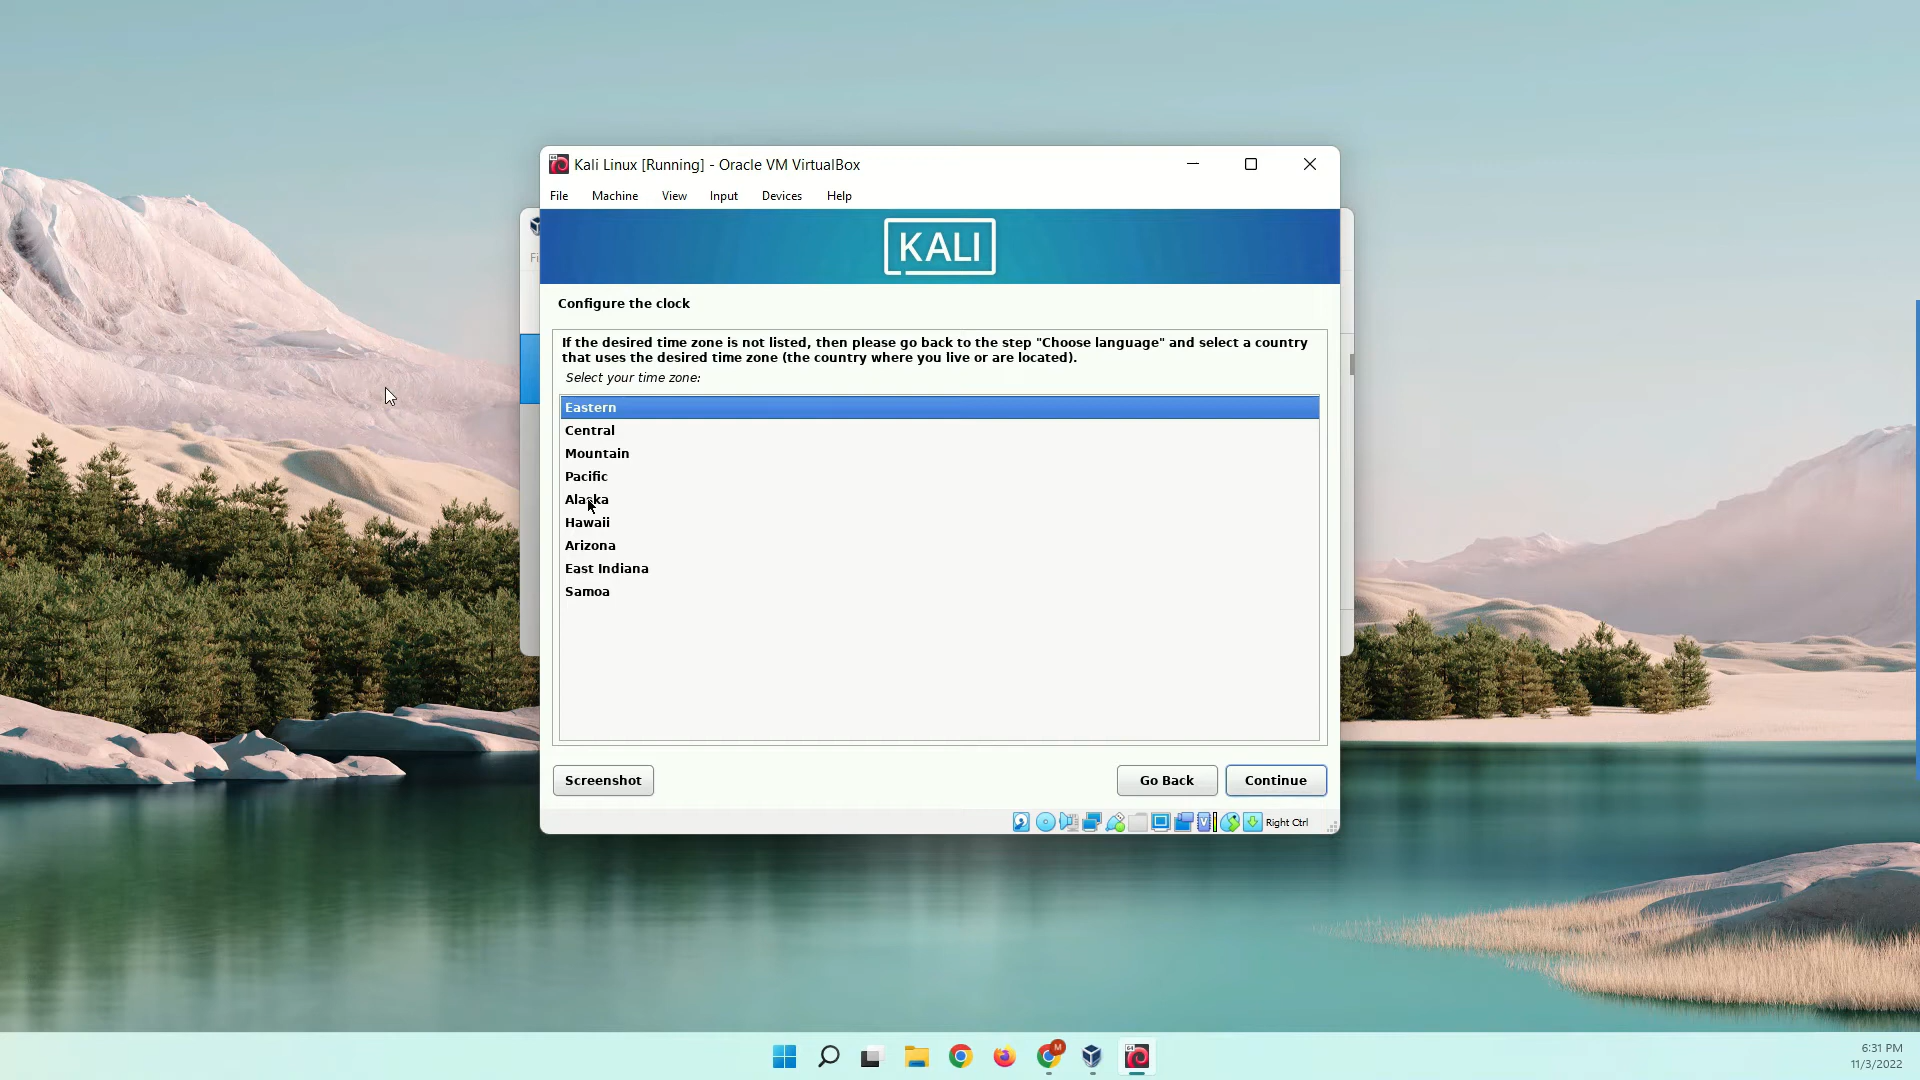 Kali Linux [Running] - Oracle VM VirtualBox
File Machine View Input Devices Help
Fi
KALI
Configure the clock
If the desired time zone is not listed, then please go back to the step "Choose language" and select a country
that uses the desired time zone (the country where you live or are located).
Select your time zone:
Eastern
Central
Mountain
Pacific
Alaska
Hawaii
Arizona
East Indiana
Samoa
Screenshot Go Back Continue
V Right Ctrl
M
64
6:31 PM
11/3/2022